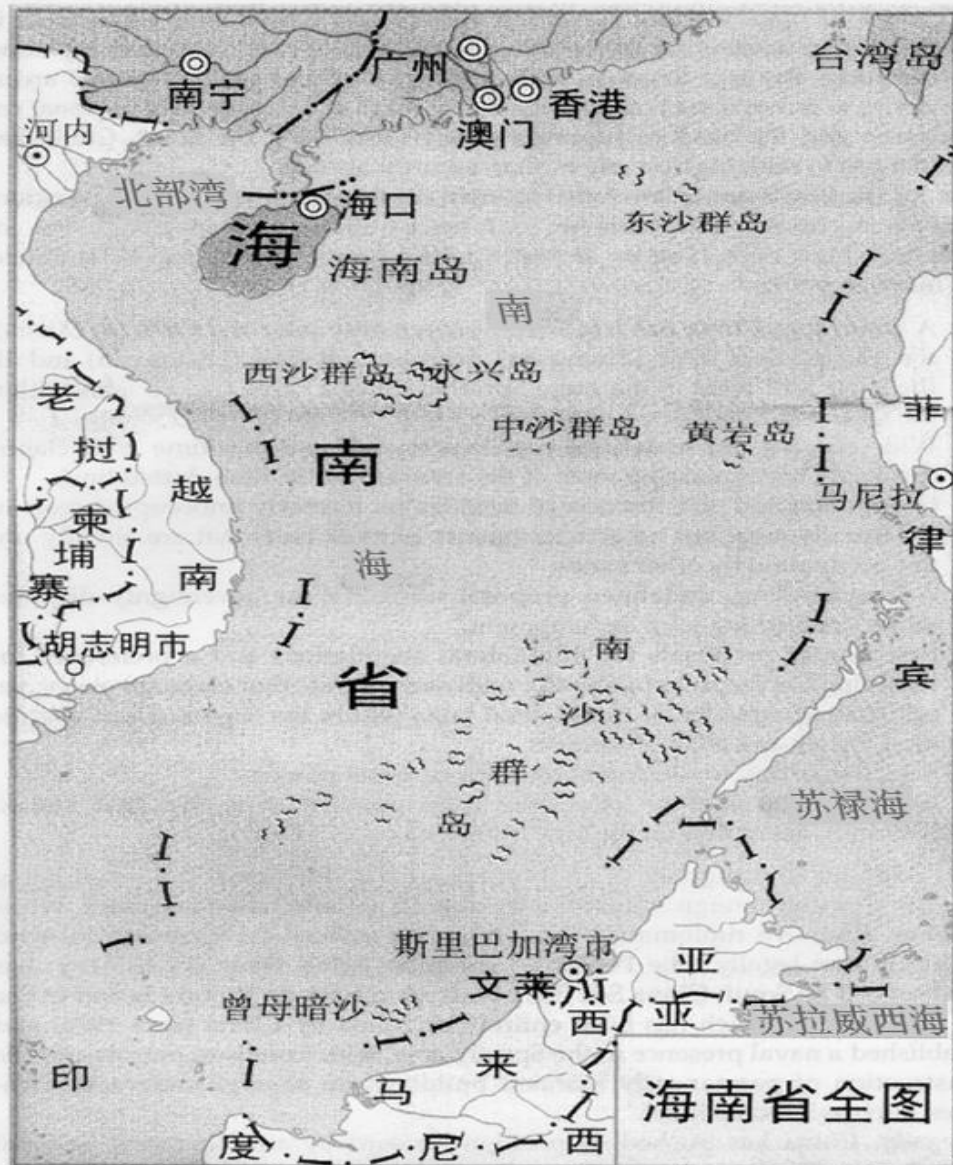 广州
台湾岛
南宁
香港
澳门
河内
北部湾
海口
东沙群岛
海南省
海南岛
南海
西沙群岛
永兴岛
中沙群岛
黄岩岛
老挝
越南
柬埔寨
菲律宾
马尼拉
胡志明市
南沙群岛
苏禄海
斯里巴加湾市
文莱
曾母暗沙
马来西亚
苏拉威西海
印度尼西亚
海南省全图